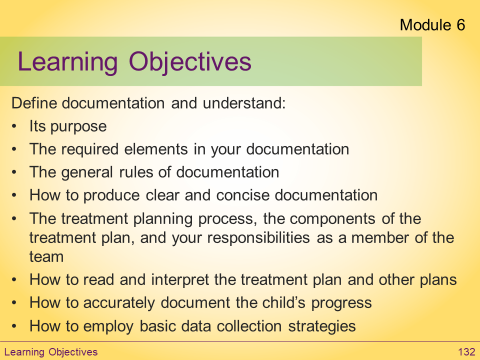 Module 6
Learning Objectives
Define documentation and understand:
• Its purpose
• The required elements in your documentation
• The general rules of documentation
• How to produce clear and concise documentation
• The treatment planning process, the components of the
treatment plan, and your responsibilities as a member of the
team
• How to read and interpret the treatment plan and other plans
• How to accurately document the child’s progress
• How to employ basic data collection strategies
Learning Objectives
132